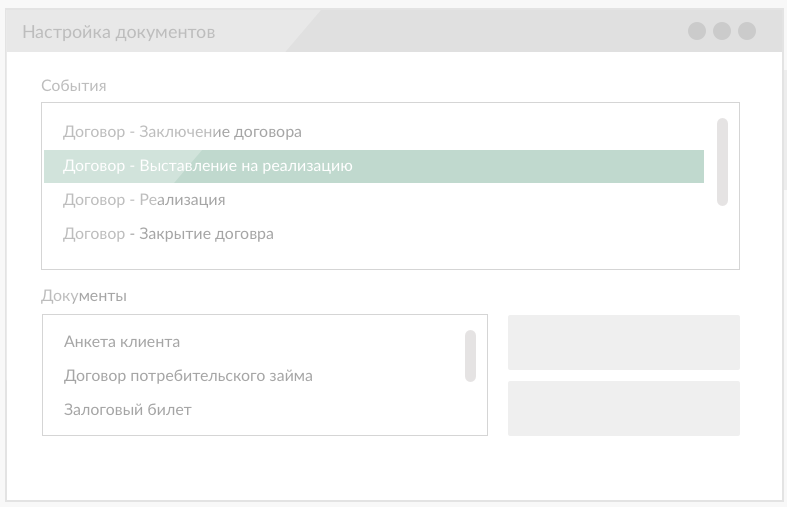 Настройка документов
События
Договор - Заключение договора
Договор - Выставление на реализацию
Договор - Реализация
Договор - Закрытие договра
Документы
Анкета клиента
Договор потребительского займа
Залоговый билет